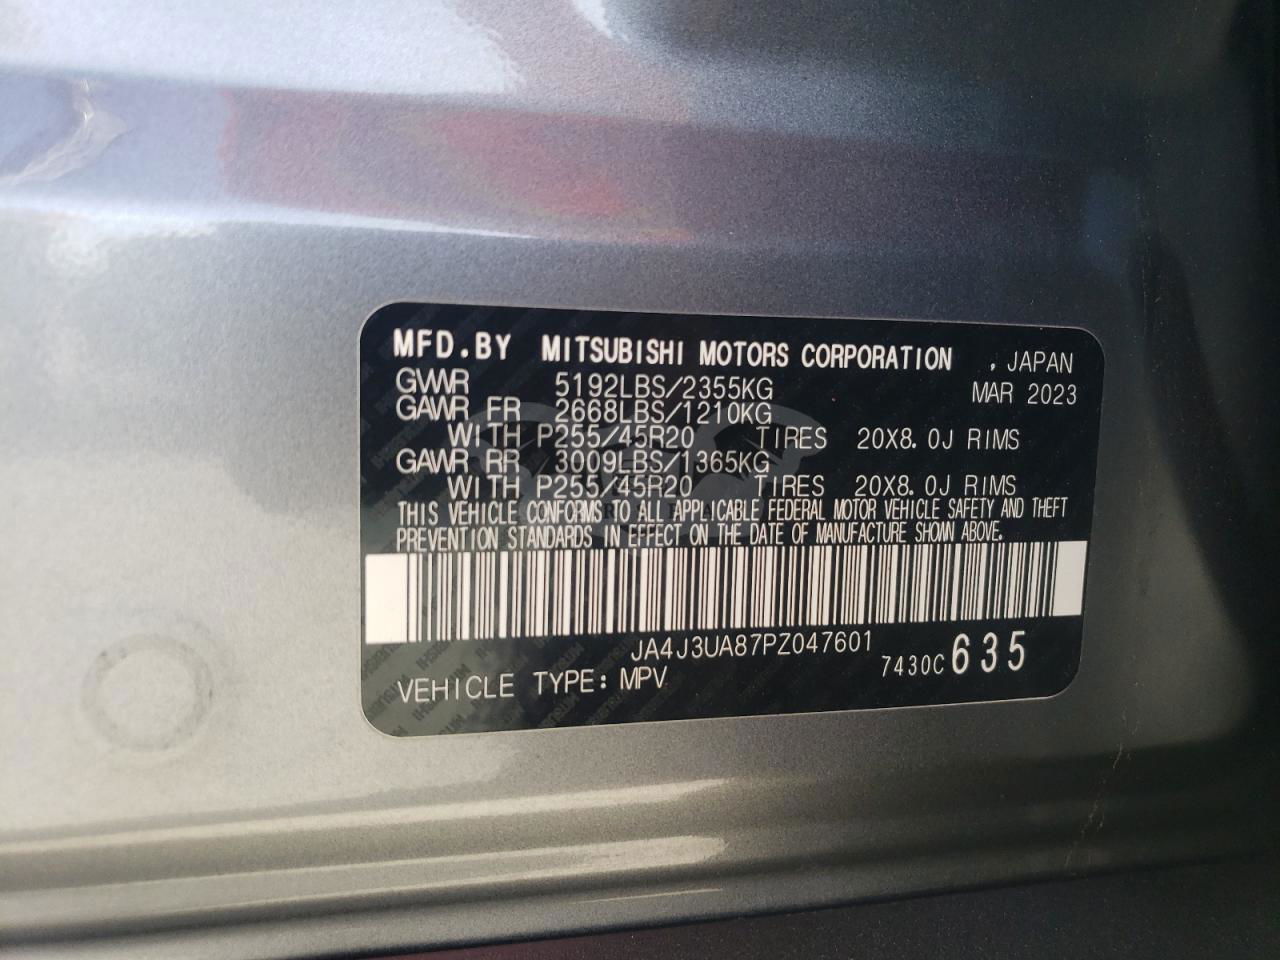 MFD.BY MITSUBISHI MOTORS CORPORATION , JAPAN
GVWR 5192LBS/2355KG MAR 2023
GAWR FR 2668LBS/1210KG
WITH P255/45R20 TIRES 20X8.0J RIMS
GAWR RR 3009LBS/1365KG
WITH P255/45R20 TIRES 20X8.0J RIMS
THIS VEHICLE CONFORMS TO ALL APPLICABLE FEDERAL MOTOR VEHICLE SAFETY AND THEFT
PREVENTION STANDARDS IN EFFECT ON THE DATE OF MANUFACTURE SHOWN ABOVE.
JA4J3UA87PZ047601
7430C 635
VEHICLE TYPE: MPV